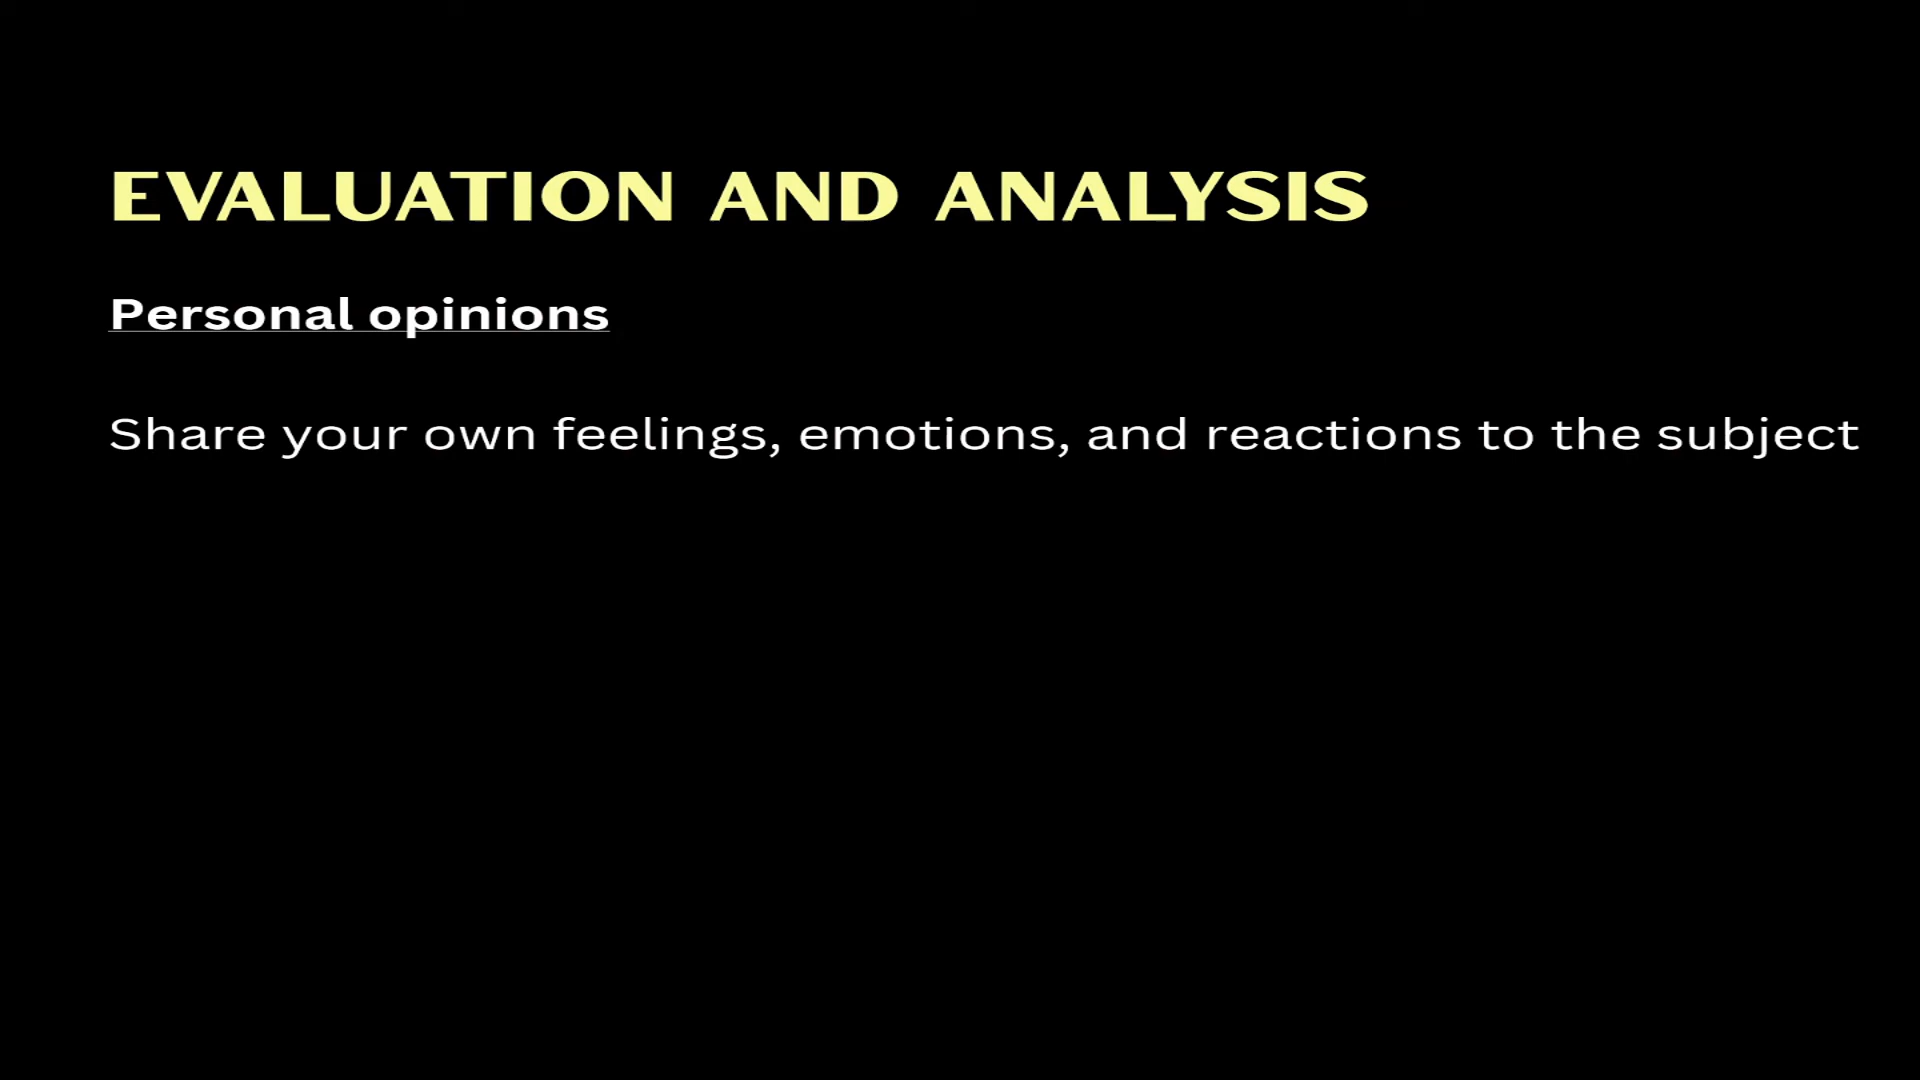 EVALUATION AND ANALYSIS
Personal opinions
Share your own feelings, emotions, and reactions to the subject